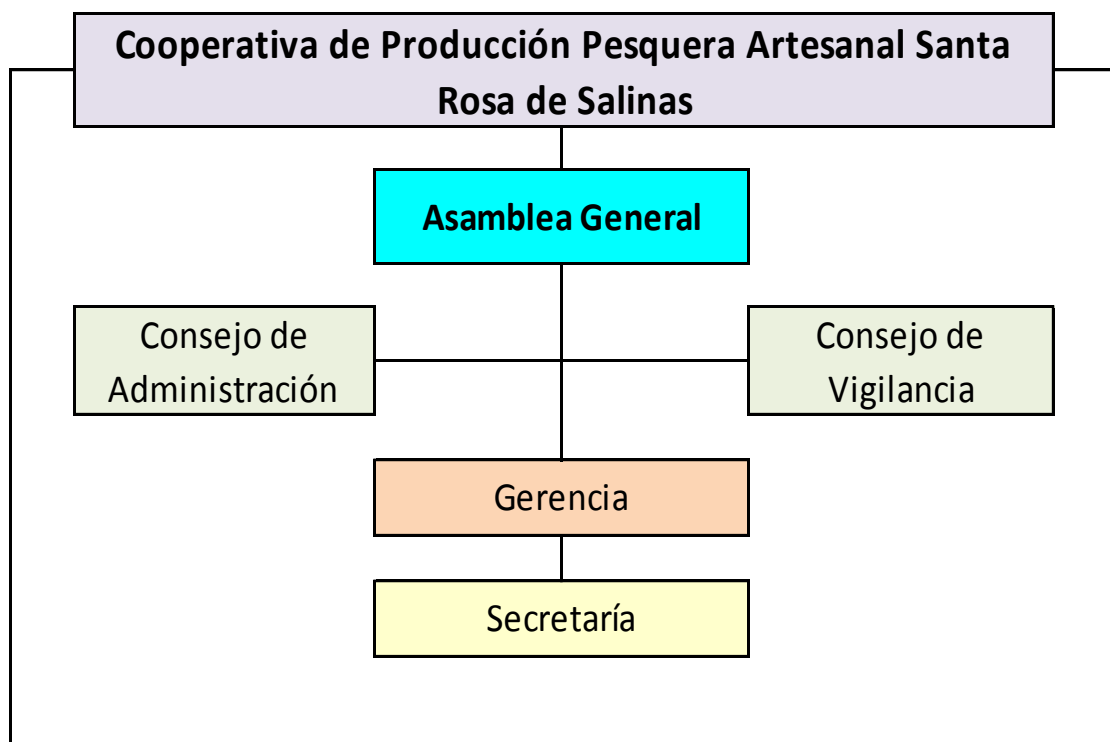 Cooperativa de Producción Pesquera Artesanal Santa
Rosa de Salinas
Asamblea General
Consejo de
Administración
Consejo de
Vigilancia
Gerencia
Secretaría